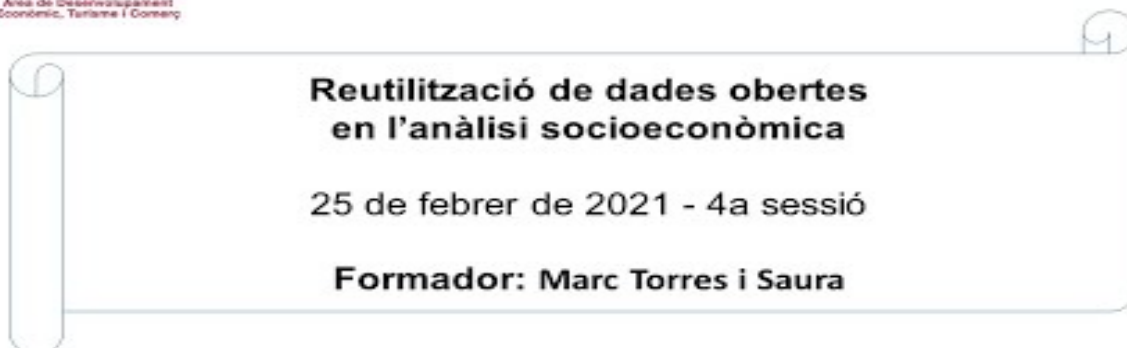 Àrea de Desenvolupament
Econòmic, Turisme i Comerç
Reutilització de dades obertes
en l'anàlisi socioeconòmica
25 de febrer de 2021 - 4a sessió
Formador: Marc Torres i Saura